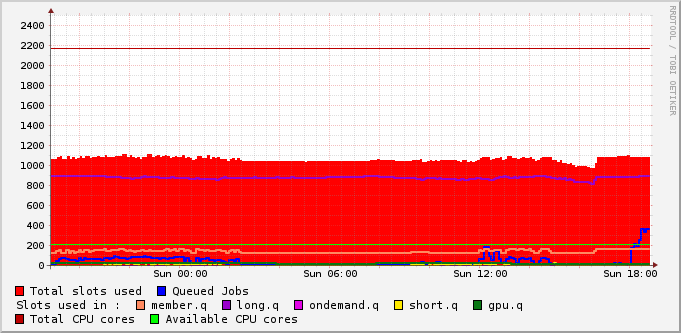 2400
2200
2000
1800
1600
1400
1200
1000
800
600
400
200
0
Sun 00:00 Sun 06:00 Sun 12:00 Sun 18:00
Total slots used Queued Jobs
Slots used in : member.q long.q ondemand.q short.q gpu.q
Total CPU cores Available CPU cores
RRDTOOL / TOBI OETIKER